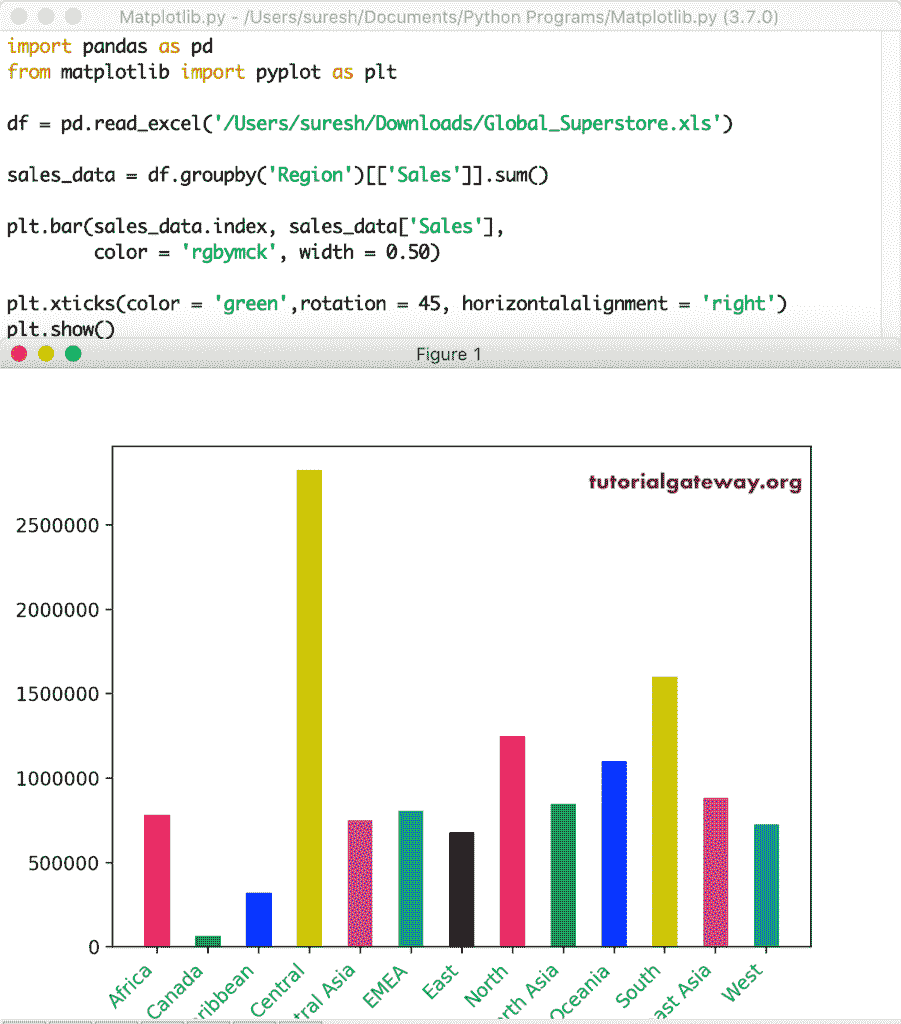 Matplotlib.py - /Users/suresh/Documents/Python Programs/Matplotlib.py (3.7.0)
import pandas as pd
from matplotlib import pyplot as plt
df = pd.read_excel('/Users/suresh/Downloads/Global_Superstore.xls')
sales_data = df.groupby('Region')[['Sales']].sum()
plt.bar(sales_data.index, sales_data['Sales'],
color = 'rgbymck', width = 0.50)
plt.xticks(color = 'green',rotation = 45, horizontalalignment = 'right')
plt.show()
Figure 1
tutorialgateway.org
2500000
2000000
1500000
1000000
500000
0
Africa
Canada
ribbean
Central
tral Asia
EMEA
East
North
rth Asia
Oceania
South
ast Asia
West